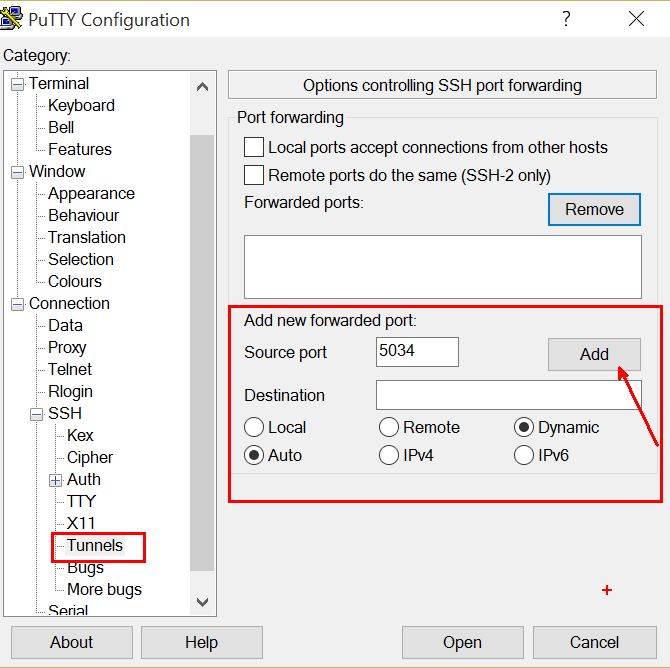 PuTTY Configuration
?
Category:
Terminal
Keyboard
Bell
Features
Window
Appearance
Behaviour
Translation
Selection
Colours
Connection
Data
Proxy
Telnet
Rlogin
SSH
Kex
Cipher
Auth
TTY
X11
Tunnels
Bugs
More bugs
Serial
Options controlling SSH port forwarding
Port forwarding
Local ports accept connections from other hosts
Remote ports do the same (SSH-2 only)
Forwarded ports:
Remove
Add new forwarded port:
Source port 5034 Add
Destination
Local Remote Dynamic
Auto IPv4 IPv6
About Help Open Cancel